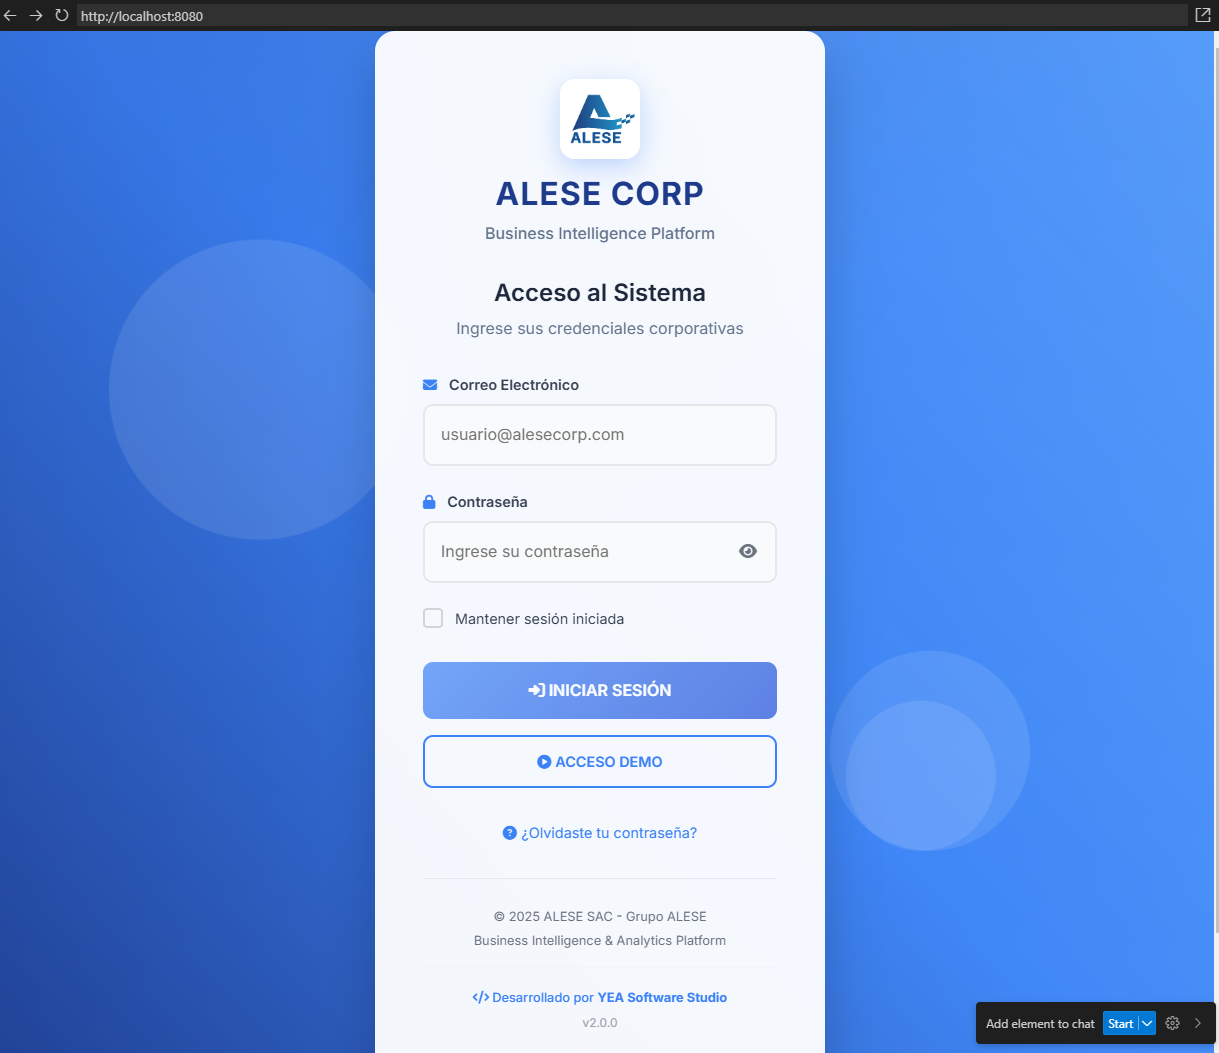 http://localhost:8080
ALESE
ALESE CORP
Business Intelligence Platform
Acceso al Sistema
Ingrese sus credenciales corporativas
Correo Electrónico
usuario@alesecorp.com
Contraseña
Ingrese su contraseña
Mantener sesión iniciada
INICIAR SESIÓN
ACCESO DEMO
¿Olvidaste tu contraseña?
© 2025 ALESE SAC - Grupo ALESE
Business Intelligence & Analytics Platform
Desarrollado por YEA Software Studio
v2.0.0
Add element to chat Start